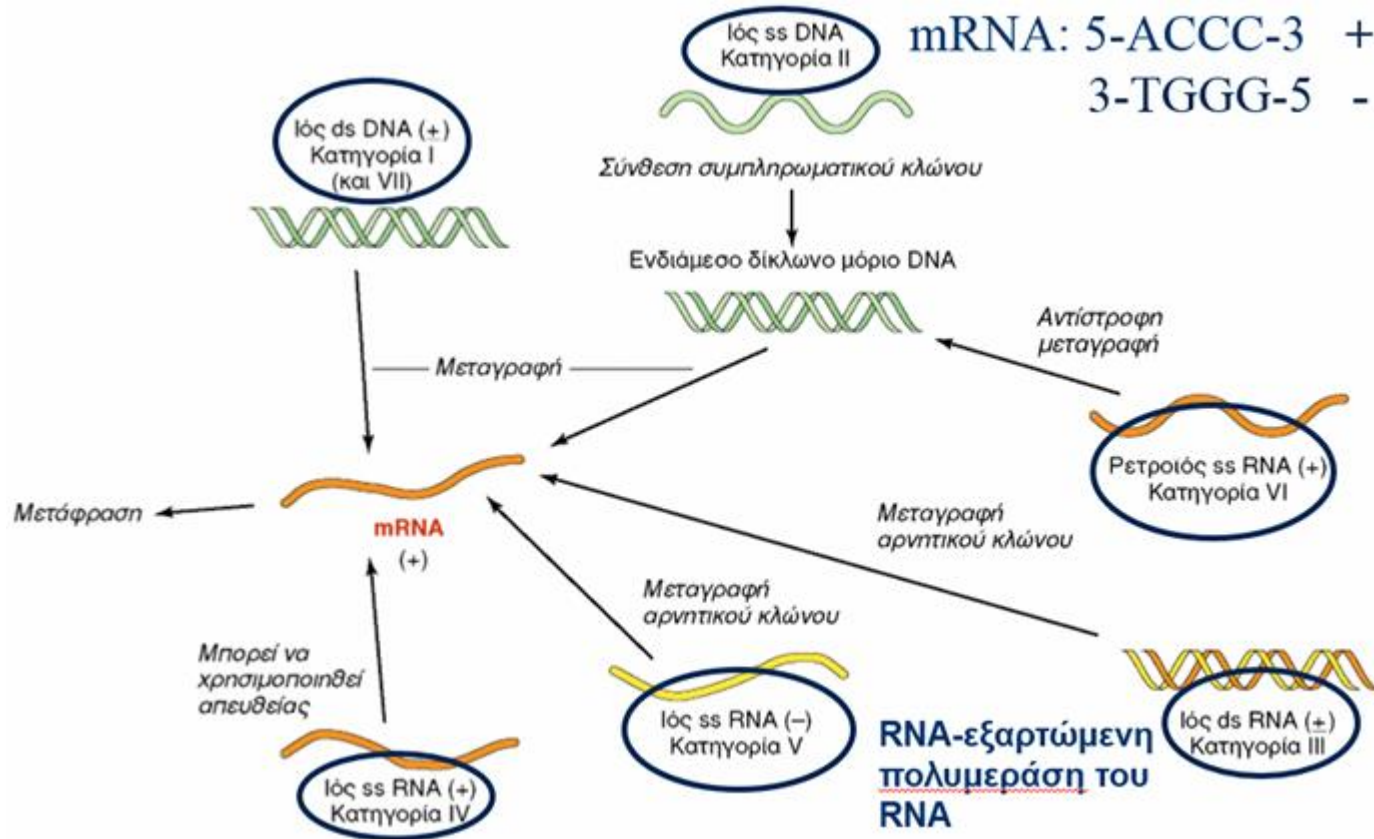 Ιός ss DNA
Κατηγορία II
mRNA: 5-ACCC-3 +
3-TGGG-5 -
Ιός ds DNA (±)
Κατηγορία I
(και VII)
Σύνθεση συμπληρωματικού κλώνου
Ενδιάμεσο δίκλωνο μόριο DNA
Αντίστροφη
μεταγραφή
Μεταγραφή
Ρετροιός ss RNA (+)
Κατηγορία VI
Μετάφραση
mRNA
(+)
Μεταγραφή
αρνητικού κλώνου
Μεταγραφή
αρνητικού κλώνου
Μπορεί να
χρησιμοποιηθεί
απευθείας
Ιός ss RNA (+)
Κατηγορία IV
Ιός ss RNA (–)
Κατηγορία V
RNA-εξαρτώμενη
πολυμεράση του
RNA
Ιός ds RNA (±)
Κατηγορία III